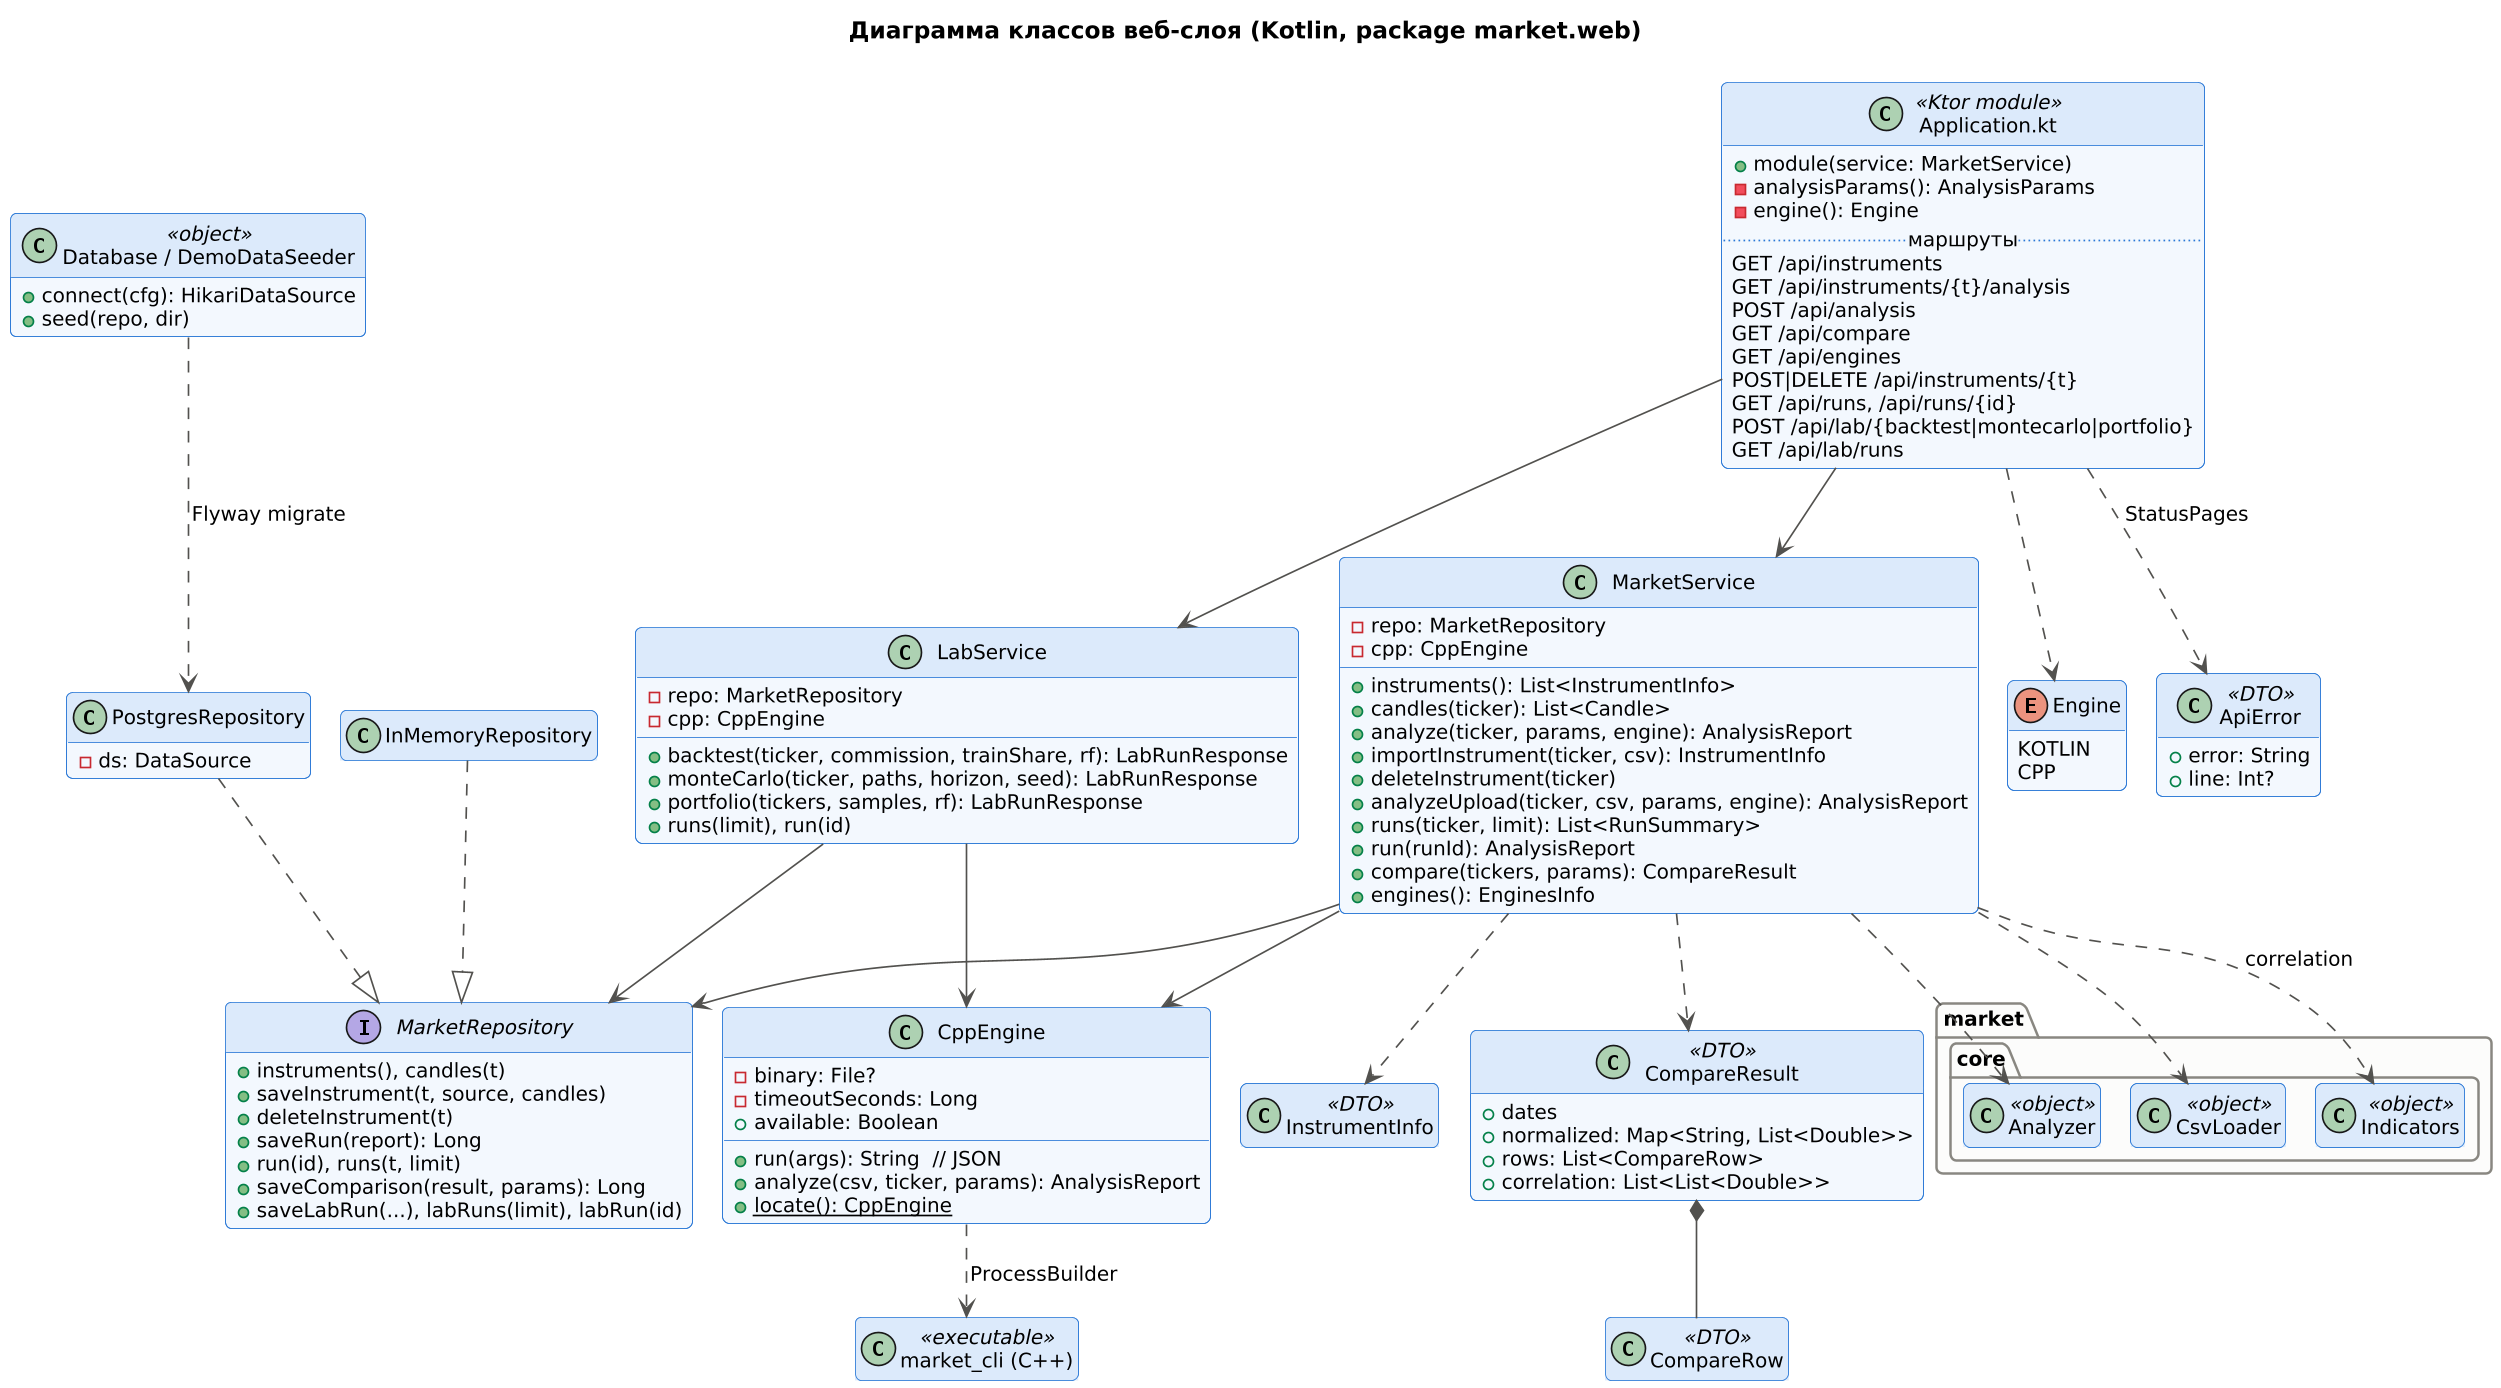 Диаграмма классов веб-слоя (Kotlin, package market.web)
C
«Ktor module»
Application.kt
module(service: MarketService)
analysisParams(): AnalysisParams
engine(): Engine
маршруты
GET /api/instruments
GET /api/instruments/{t}/analysis
POST /api/analysis
GET /api/compare
GET /api/engines
POST|DELETE /api/instruments/{t}
GET /api/runs, /api/runs/{id}
POST /api/lab/{backtest|montecarlo|portfolio}
GET /api/lab/runs
C
«object»
Database / DemoDataSeeder
connect(cfg): HikariDataSource
seed(repo, dir)
Flyway migrate
StatusPages
C
PostgresRepository
ds: DataSource
C
InMemoryRepository
C
LabService
repo: MarketRepository
cpp: CppEngine
backtest(ticker, commission, trainShare, rf): LabRunResponse
monteCarlo(ticker, paths, horizon, seed): LabRunResponse
portfolio(tickers, samples, rf): LabRunResponse
runs(limit), run(id)
C
MarketService
repo: MarketRepository
cpp: CppEngine
instruments(): List<InstrumentInfo>
candles(ticker): List<Candle>
analyze(ticker, params, engine): AnalysisReport
importInstrument(ticker, csv): InstrumentInfo
deleteInstrument(ticker)
analyzeUpload(ticker, csv, params, engine): AnalysisReport
runs(ticker, limit): List<RunSummary>
run(runId): AnalysisReport
compare(tickers, params): CompareResult
engines(): EnginesInfo
E
Engine
KOTLIN
CPP
C
«DTO»
ApiError
error: String
line: Int?
correlation
I
MarketRepository
instruments(), candles(t)
saveInstrument(t, source, candles)
deleteInstrument(t)
saveRun(report): Long
run(id), runs(t, limit)
saveComparison(result, params): Long
saveLabRun(...), labRuns(limit), labRun(id)
C
CppEngine
binary: File?
timeoutSeconds: Long
available: Boolean
run(args): String  // JSON
analyze(csv, ticker, params): AnalysisReport
locate(): CppEngine
C
«DTO»
InstrumentInfo
C
«DTO»
CompareResult
dates
normalized: Map<String, List<Double>>
rows: List<CompareRow>
correlation: List<List<Double>>
market
core
C
«object»
Analyzer
C
«object»
CsvLoader
C
«object»
Indicators
ProcessBuilder
C
«executable»
market_cli (C++)
C
«DTO»
CompareRow